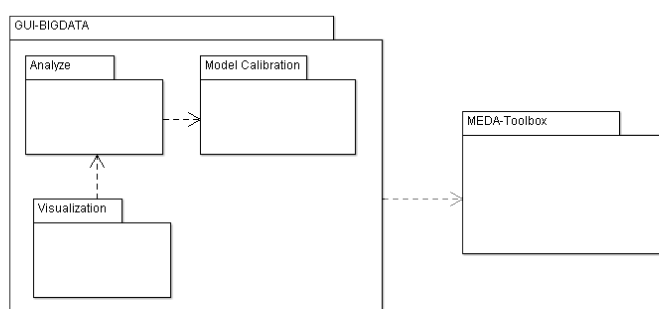 GUI-BIGDATA
Analyze
Model Calibration
MEDA-Toolbox
Visualization